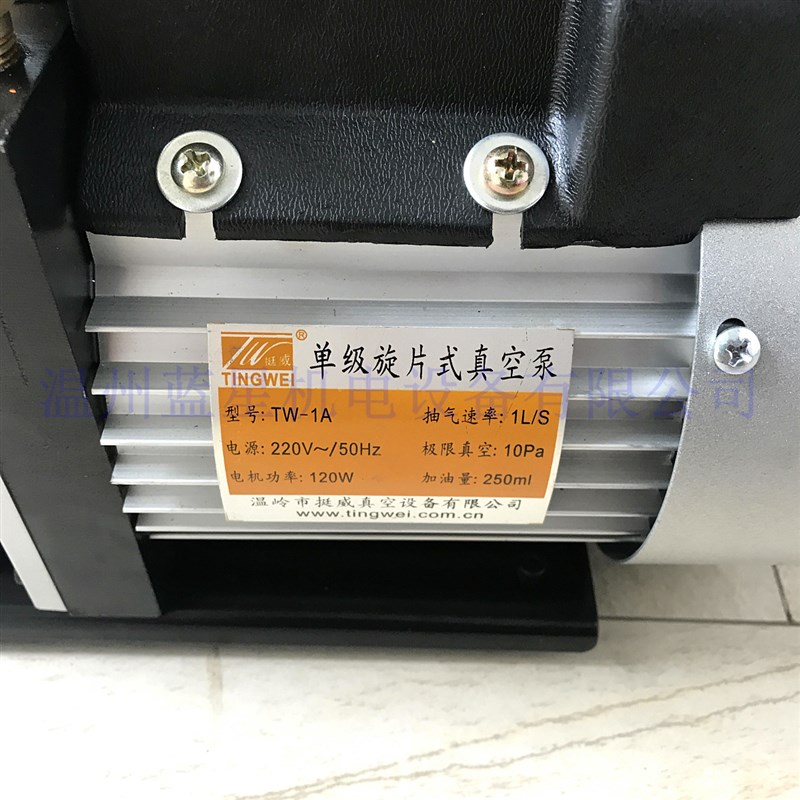 TW挺威®
TINGWEI
单级旋片式真空泵
型号: TW-1A
抽气速率: 1L/S
电源: 220V～/50Hz
极限真空: 10Pa
电机功率: 120W
加油量: 250ml
温岭市挺威真空设备有限公司
www.tingwei.com.cn
温州蓝星机电设备有限公司